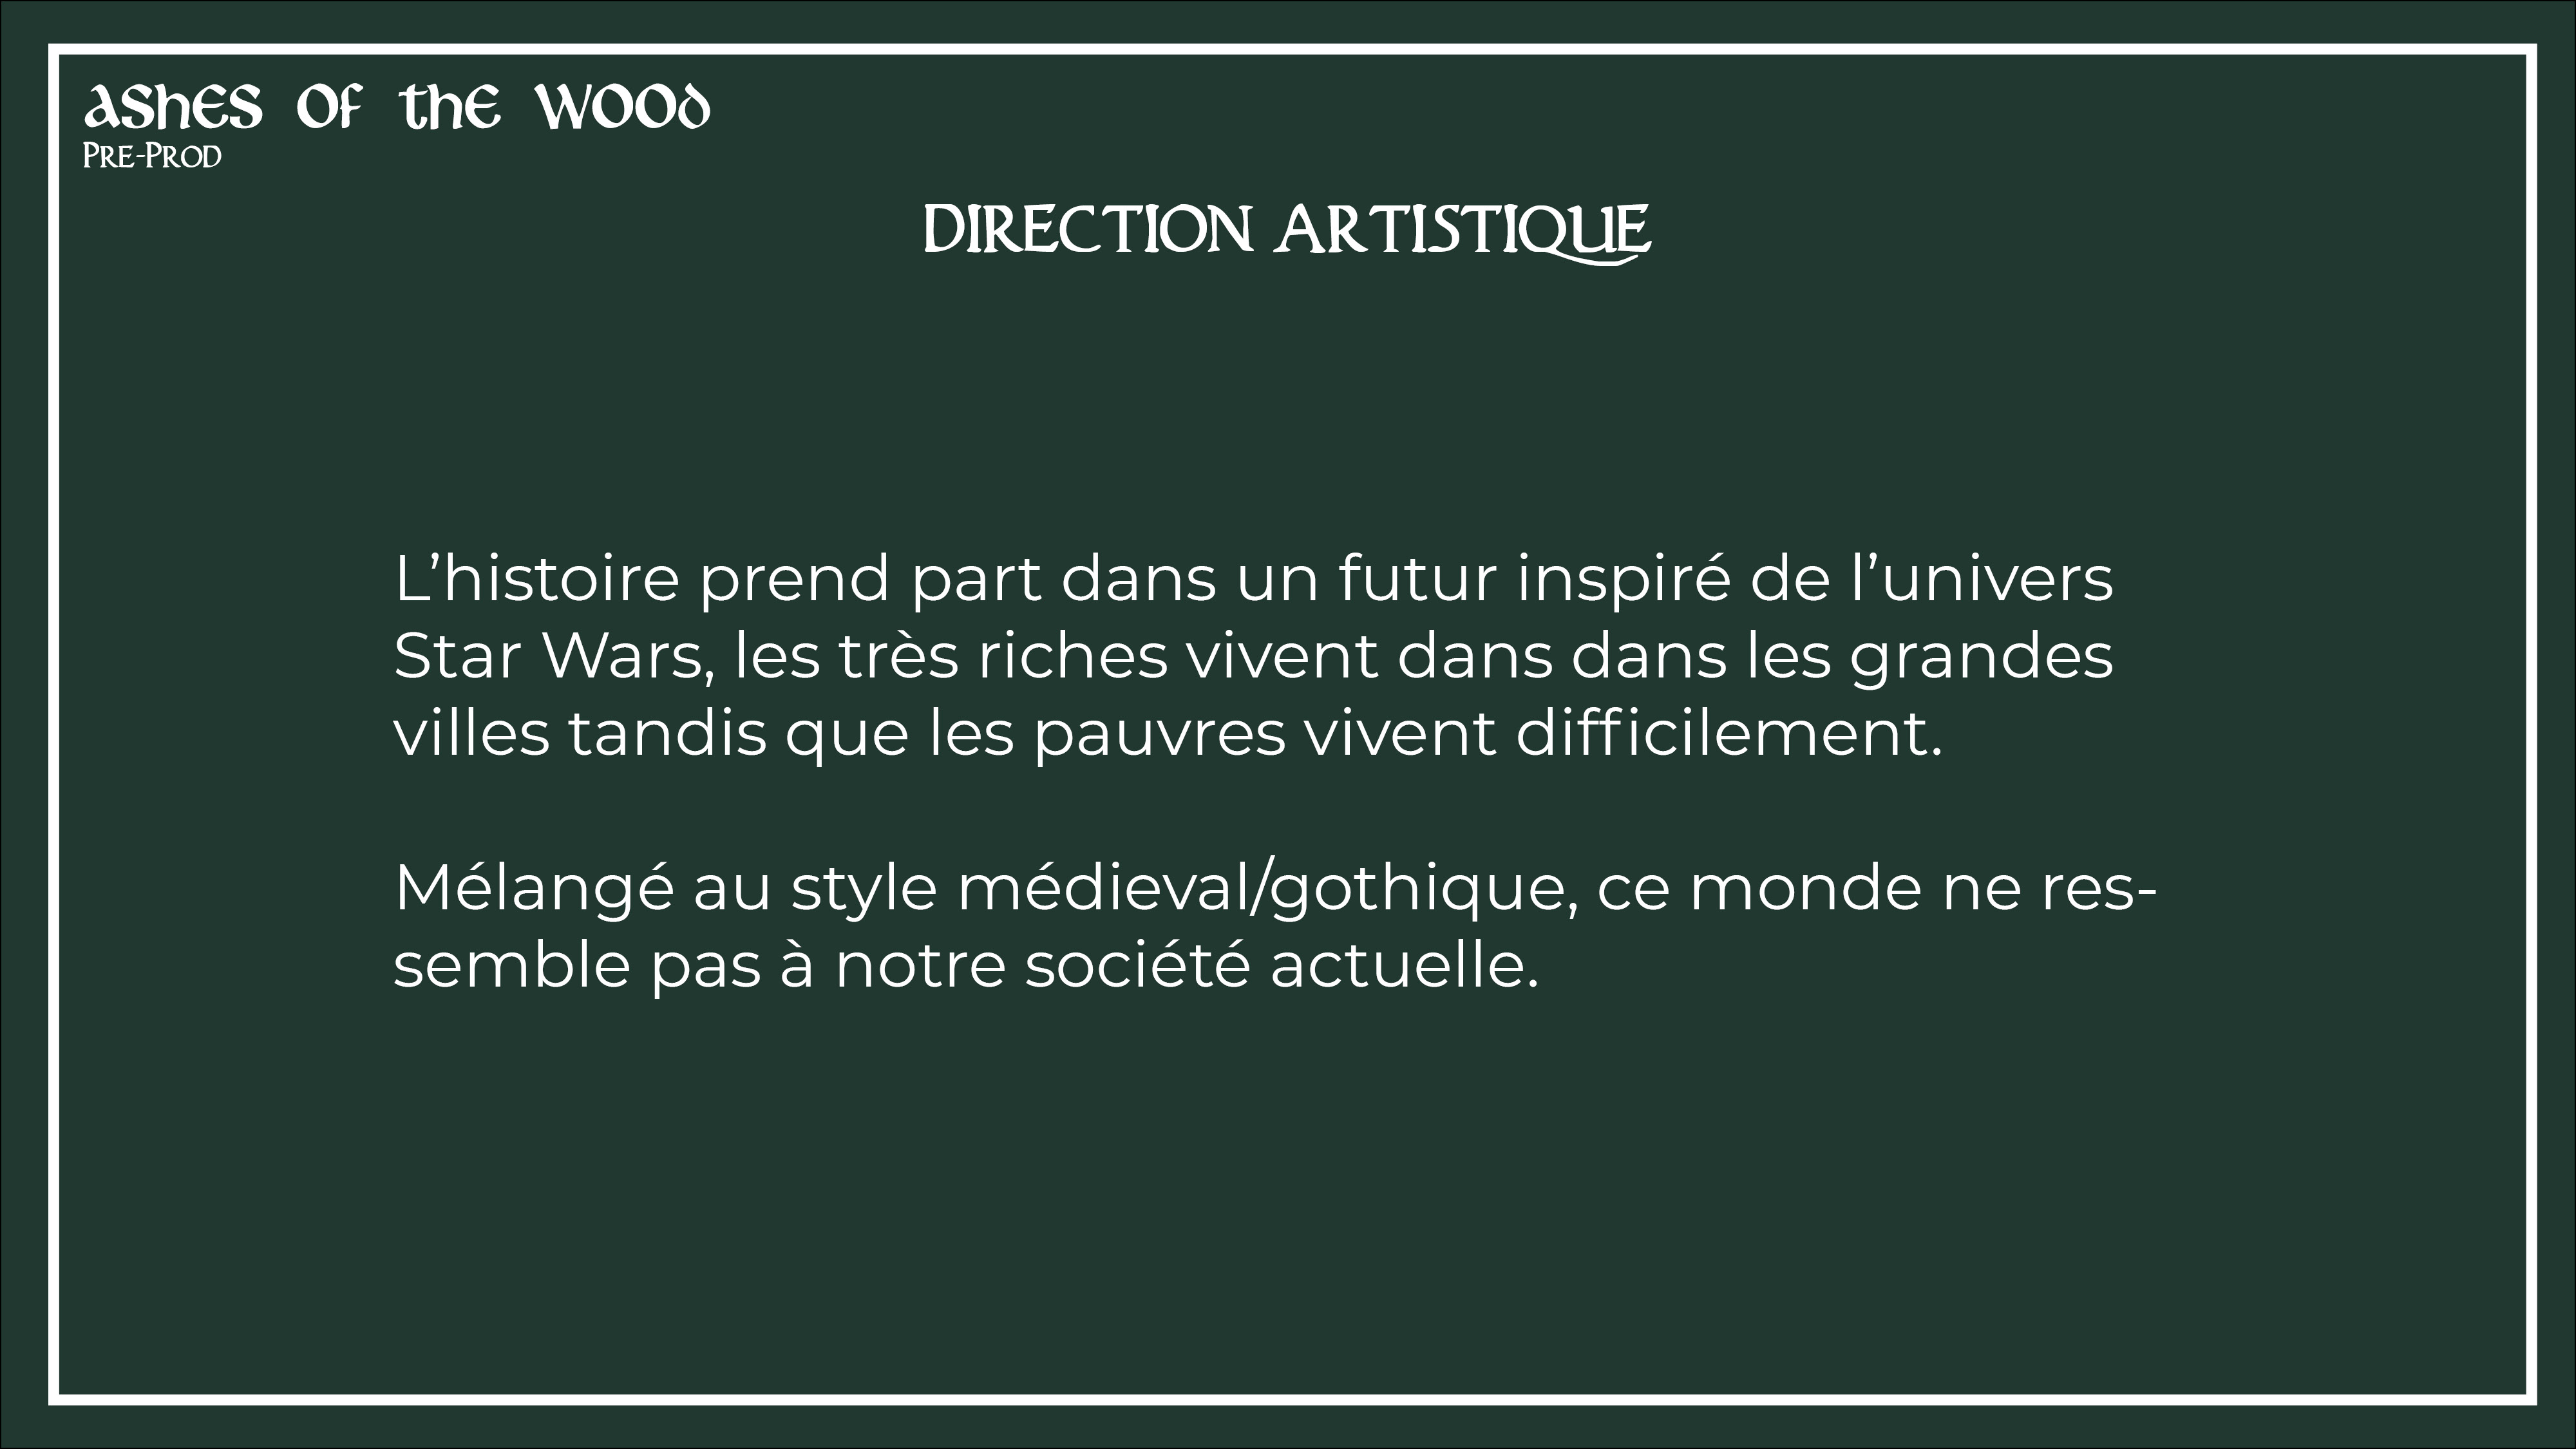 ashes of the wood
Pre-Prod
DIRECTION ARTISTIQUE
L’histoire prend part dans un futur inspiré de l’univers
Star Wars, les très riches vivent dans dans les grandes
villes tandis que les pauvres vivent difficilement.
Mélangé au style médieval/gothique, ce monde ne res-
semble pas à notre société actuelle.